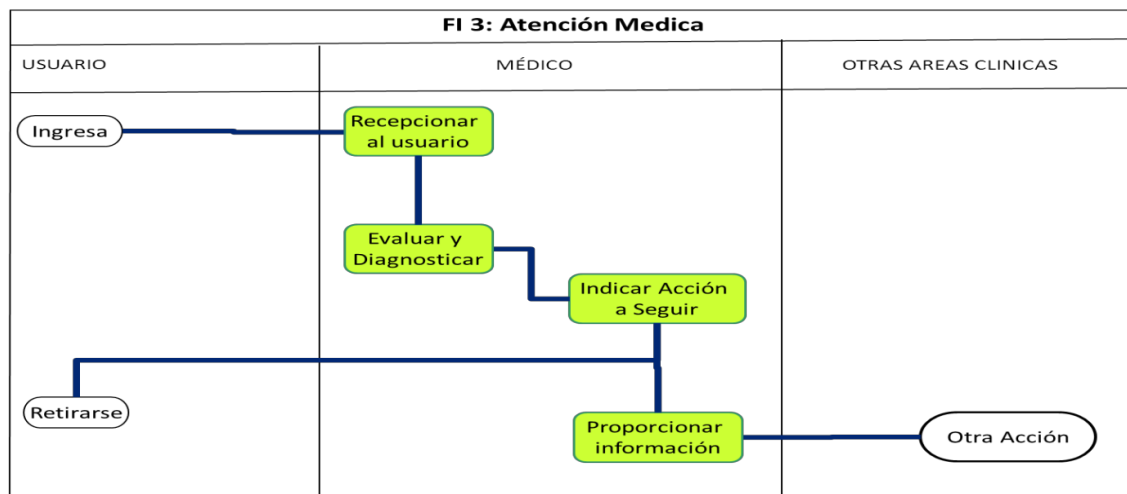 FI 3: Atención Medica
USUARIO
MÉDICO
OTRAS AREAS CLINICAS
Ingresa
Recepcionar
al usuario
Evaluar y
Diagnosticar
Indicar Acción
a Seguir
Retirarse
Proporcionar
información
Otra Acción